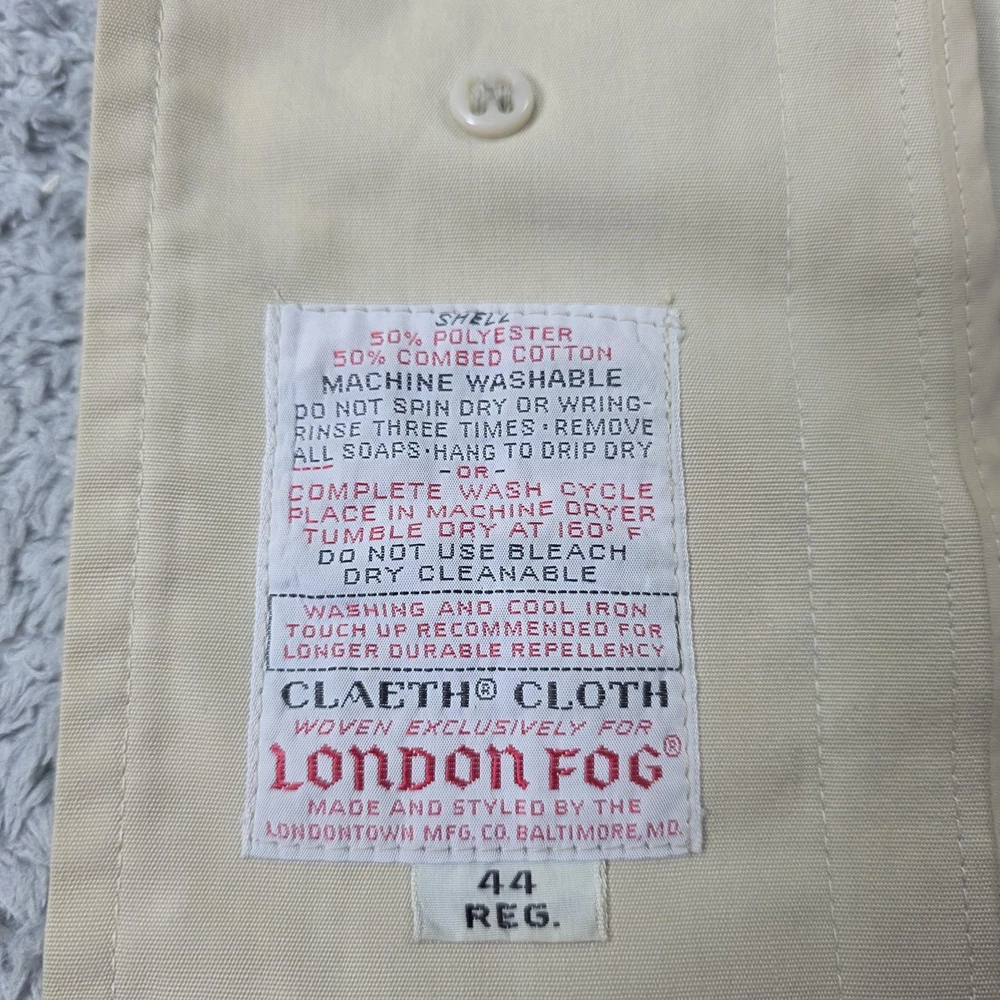 SHELL
50% POLYESTER
50% COMBED COTTON
MACHINE WASHABLE
DO NOT SPIN DRY OR WRING-
RINSE THREE TIMES · REMOVE
ALL SOAPS · HANG TO DRIP DRY
-OR-
COMPLETE WASH CYCLE
PLACE IN MACHINE DRYER
TUMBLE DRY AT 160° F
DO NOT USE BLEACH
DRY CLEANABLE
WASHING AND COOL IRON
TOUCH UP RECOMMENDED FOR
LONGER DURABLE REPELLENCY
CLAETH® CLOTH
WOVEN EXCLUSIVELY FOR
LONDON FOG®
MADE AND STYLED BY THE
LONDONTOWN MFG. CO. BALTIMORE, MD.
44
REG.